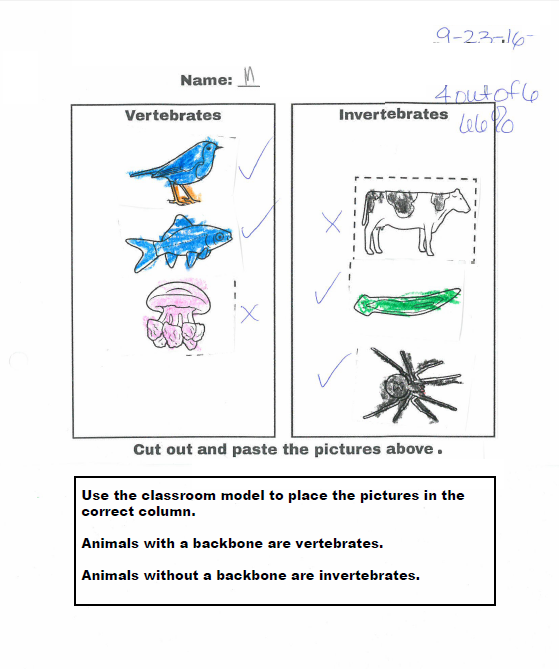 9-23-16
Name: M
4 out of 6
66%
Vertebrates
Invertebrates
Cut out and paste the pictures above.
Use the classroom model to place the pictures in the
correct column.
Animals with a backbone are vertebrates.
Animals without a backbone are invertebrates.